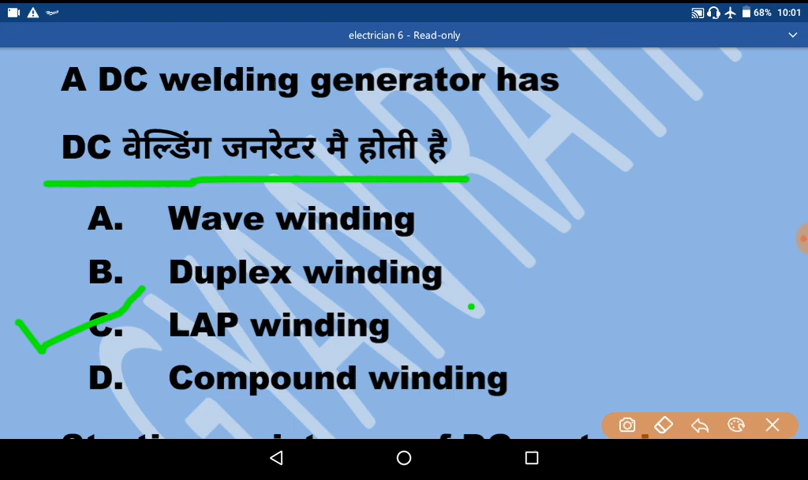 68% 10:01
electrician 6 - Read-only
A DC welding generator has
DC वेल्डिंग जनरेटर मै होती है
A. Wave winding
B. Duplex winding
C. LAP winding
D. Compound winding
GYAN